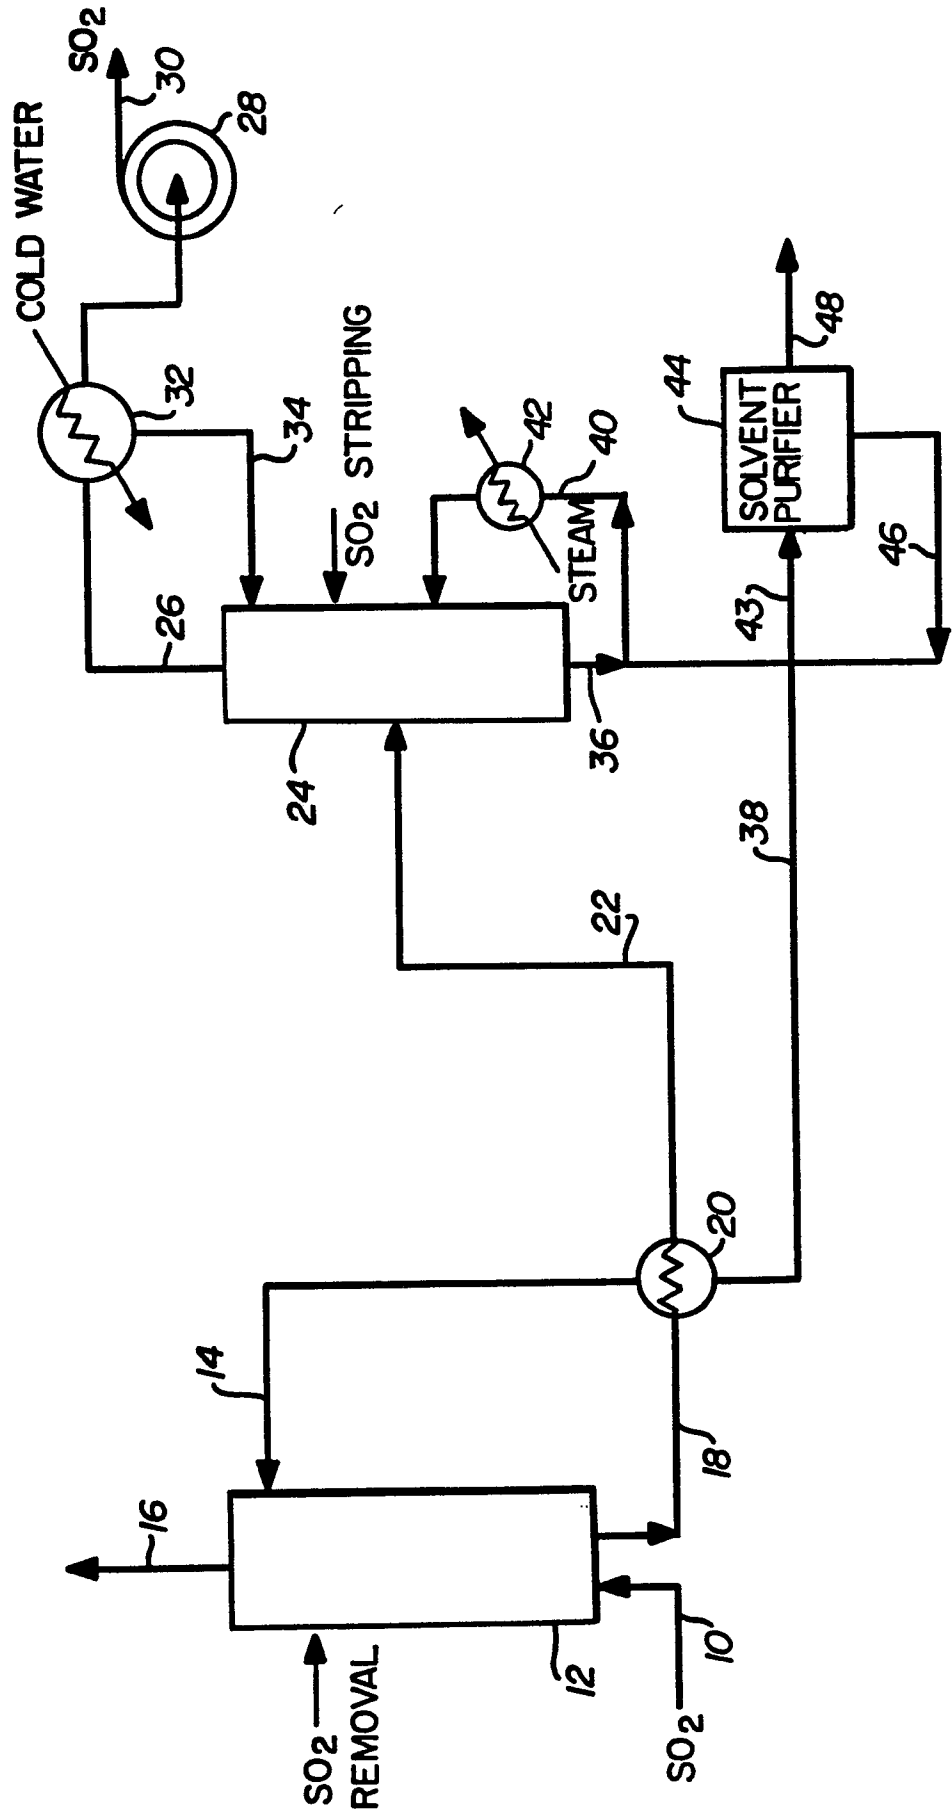 COLD WATER
SO2
16
30
26
32
14
28
34
24
SO2
REMOVAL
SO2 STRIPPING
42
12
STEAM
22
36
40
44
SO2
10
18
20
38
43
SOLVENT
PURIFIER
48
46